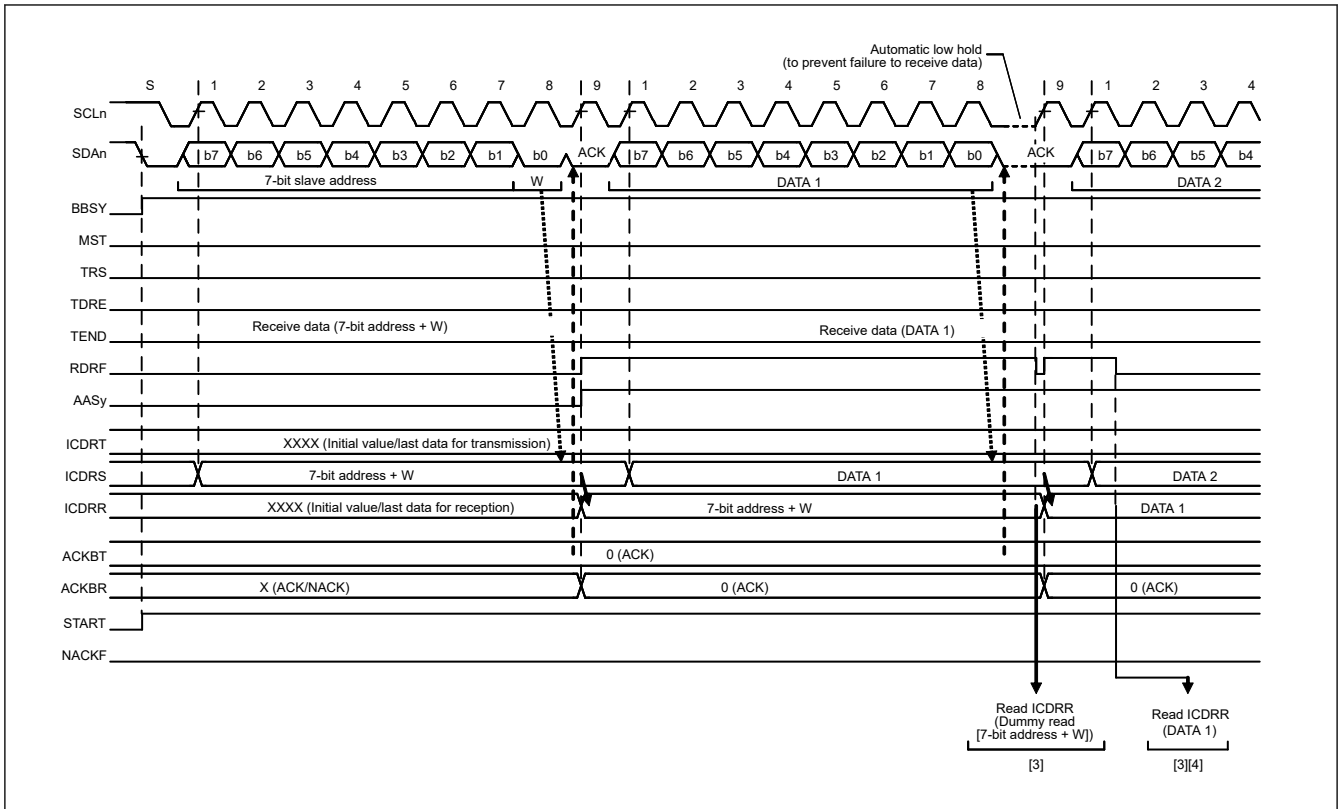 Automatic low hold
(to prevent failure to receive data)
S 1 2 3 4 5 6 7 8 9 1 2 3 4 5 6 7 8 9 1 2 3 4
SCLn
SDAn b7 b6 b5 b4 b3 b2 b1 b0 ACK b7 b6 b5 b4 b3 b2 b1 b0 ACK b7 b6 b5 b4
7-bit slave address W DATA 1 DATA 2
BBSY
MST
TRS
TDRE
Receive data (7-bit address + W) Receive data (DATA 1)
TEND
RDRF
AASy
ICDRT XXXX (Initial value/last data for transmission)
ICDRS 7-bit address + W DATA 1 DATA 2
ICDRR XXXX (Initial value/last data for reception) 7-bit address + W DATA 1
ACKBT 0 (ACK)
ACKBR X (ACK/NACK) 0 (ACK) 0 (ACK)
START
NACKF
Read ICDRR
(Dummy read
[7-bit address + W])
[3]
Read ICDRR
(DATA 1)
[3][4]